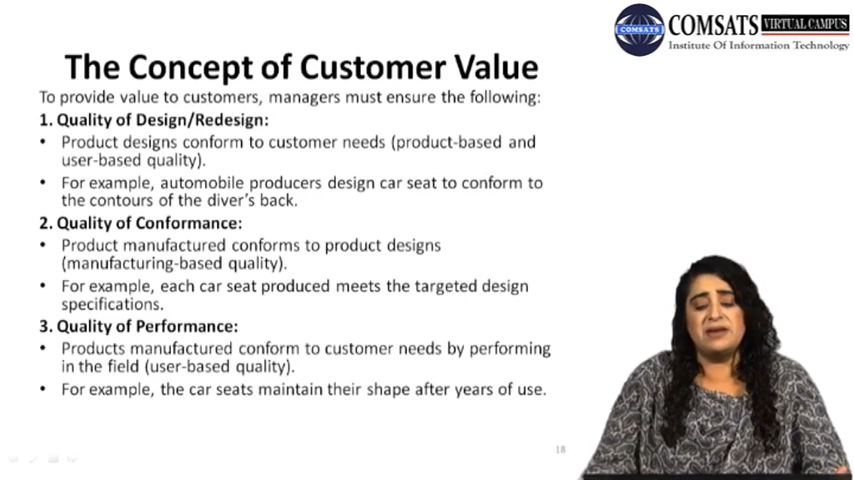 COMSATS VIRTUAL CAMPUS
COMSATS
Institute Of Information Technology
The Concept of Customer Value
To provide value to customers, managers must ensure the following:
1. Quality of Design/Redesign:
• Product designs conform to customer needs (product-based and
user-based quality).
• For example, automobile producers design car seat to conform to
the contours of the diver's back.
2. Quality of Conformance:
• Product manufactured conforms to product designs
(manufacturing-based quality).
• For example, each car seat produced meets the targeted design
specifications.
3. Quality of Performance:
• Products manufactured conform to customer needs by performing
in the field (user-based quality).
• For example, the car seats maintain their shape after years of use.
18